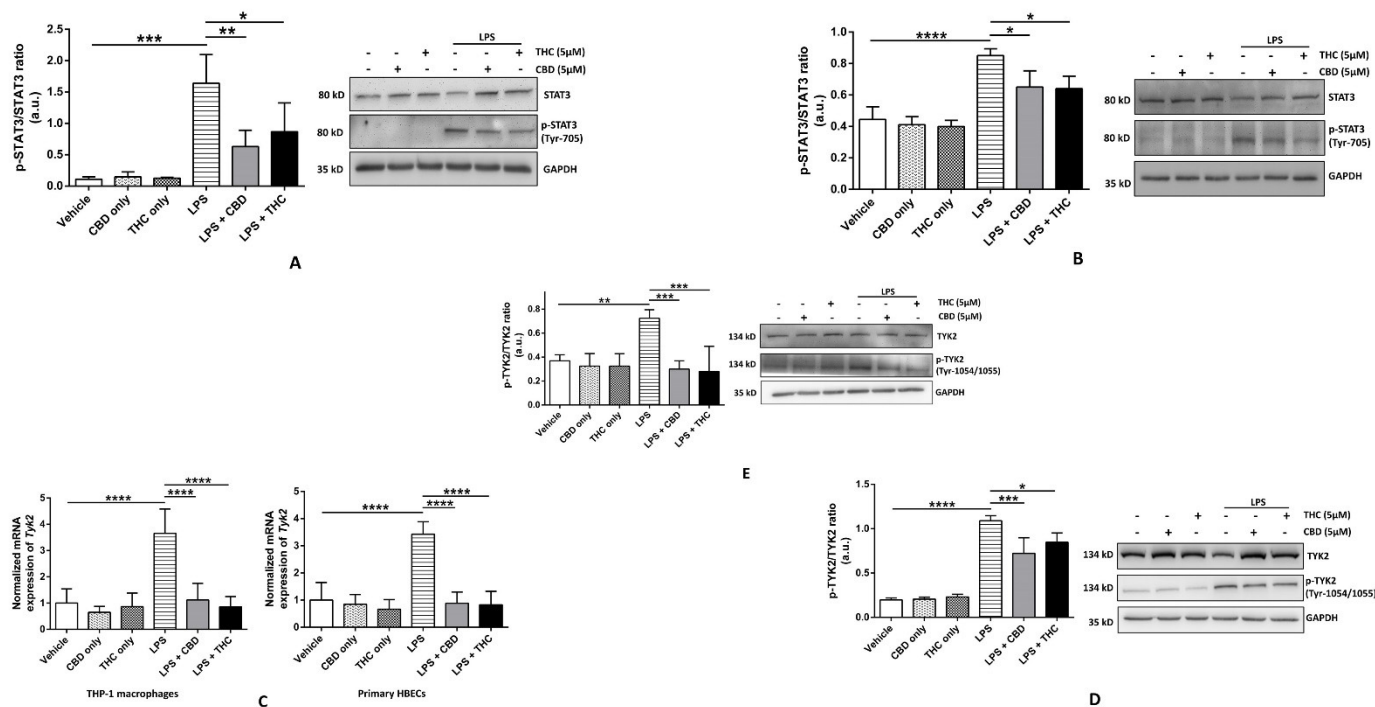 *
**
***
p-STAT3/STAT3 ratio
(a.u.)
2.5
2.0
1.5
1.0
0.5
0.0
Vehicle
CBD only
THC only
LPS
LPS + CBD
LPS + THC
LPS
- - + - - + THC (5µM)
- + - - + - CBD (5µM)
80 kD STAT3
80 kD p-STAT3
(Tyr-705)
35 kD GAPDH
A
*
*
****
p-STAT3/STAT3 ratio
(a.u.)
1.0
0.8
0.6
0.4
0.2
0.0
Vehicle
CBD only
THC only
LPS
LPS + CBD
LPS + THC
LPS
- - + - - + THC (5µM)
- + - - + - CBD (5µM)
80 kD STAT3
80 kD p-STAT3
(Tyr-705)
35 kD GAPDH
B
***
***
**
p-TYK2/TYK2 ratio
(a.u.)
0.8
0.4
0.0
Vehicle
CBD only
THC only
LPS
LPS + CBD
LPS + THC
LPS
- - + - - + THC (5µM)
- + - - + - CBD (5µM)
134 kD TYK2
134 kD p-TYK2
(Tyr-1054/1055)
35 kD GAPDH
E
****
****
****
Normalized mRNA
expression of Tyk2
5
4
3
2
1
0
Vehicle
CBD only
THC only
LPS
LPS + CBD
LPS + THC
THP-1 macrophages
****
****
****
Normalized mRNA
expression of Tyk2
5
4
3
2
1
0
Vehicle
CBD only
THC only
LPS
LPS + CBD
LPS + THC
Primary HBECs
C
*
***
****
p-TYK2/TYK2 ratio
(a.u.)
1.5
1.0
0.5
0.0
Vehicle
CBD only
THC only
LPS
LPS + CBD
LPS + THC
LPS
- - + - - + THC (5µM)
- + - - + - CBD (5µM)
134 kD TYK2
134 kD p-TYK2
(Tyr-1054/1055)
35 kD GAPDH
D